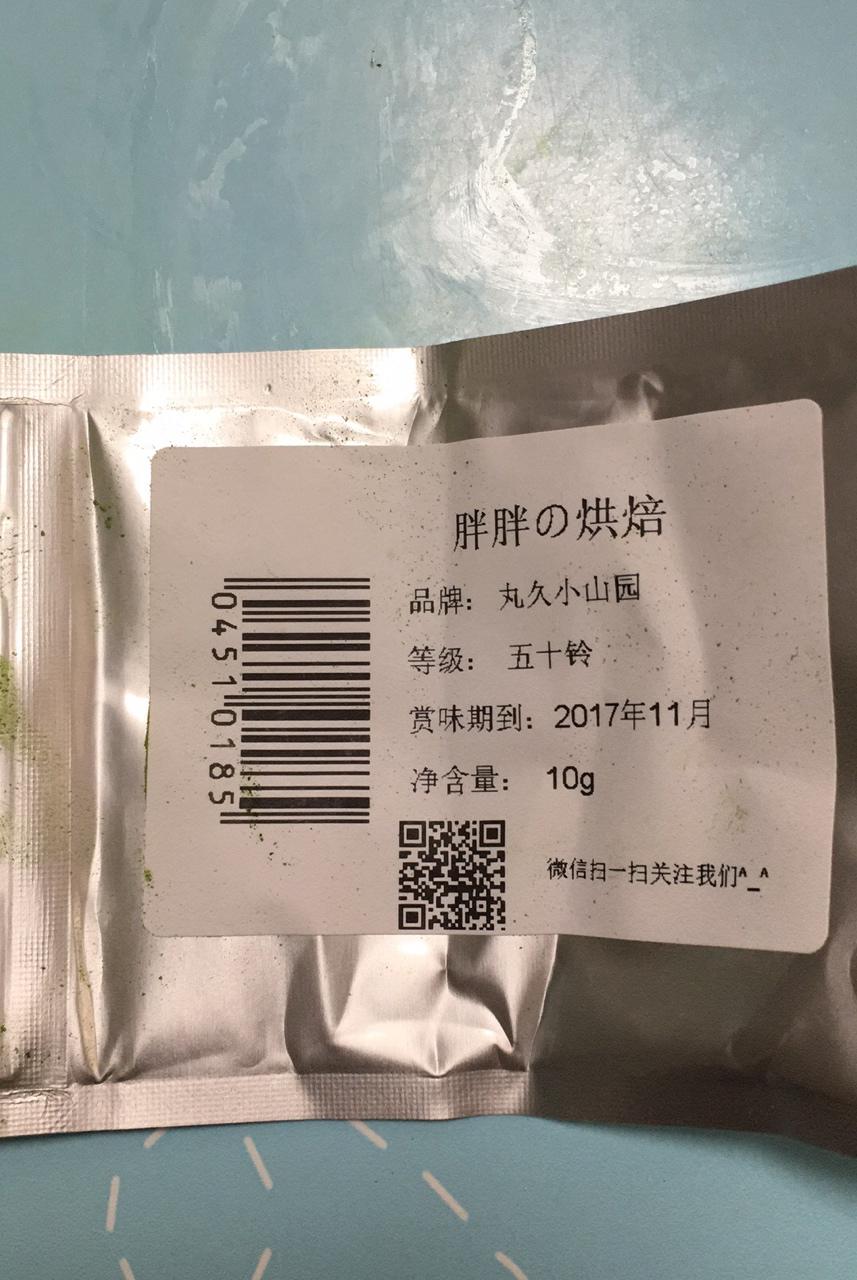 胖胖の烘焙
品牌： 丸久小山园
等级： 五十铃
赏味期到：2017年11月
净含量： 10g
微信扫一扫关注我们^_^
04510185